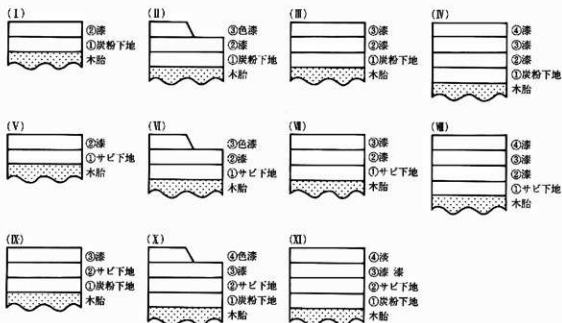 (Ⅰ)
②漆
①炭粉下地
木胎
(Ⅱ)
③色漆
②漆
①炭粉下地
木胎
(Ⅲ)
③漆
②漆
①炭粉下地
木胎
(Ⅳ)
④漆
③漆
②漆
①炭粉下地
木胎
(Ⅴ)
②漆
①サビ下地
木胎
(Ⅵ)
③色漆
②漆
①サビ下地
木胎
(Ⅶ)
③漆
②漆
①サビ下地
木胎
(Ⅷ)
④漆
③漆
②漆
①サビ下地
木胎
(Ⅸ)
③漆
②サビ下地
①炭粉下地
木胎
(Ⅹ)
④色漆
③漆
②サビ下地
①炭粉下地
木胎
(Ⅺ)
④淡
③漆 漆
②サビ下地
①炭粉下地
木胎